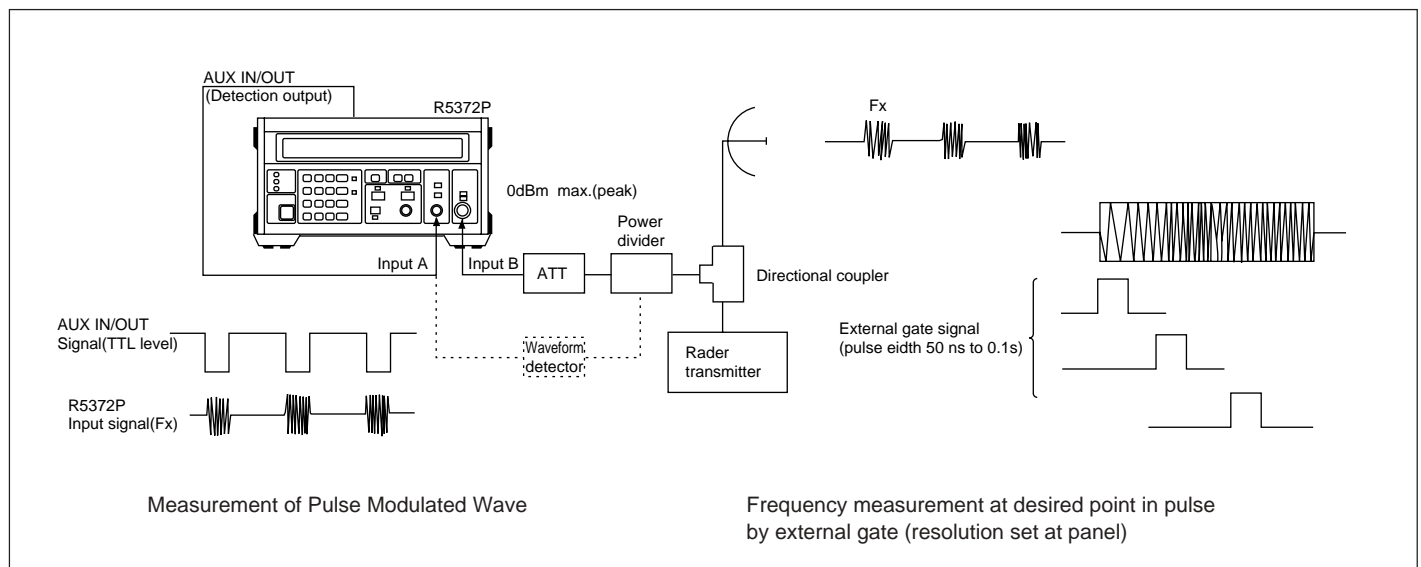 AUX IN/OUT
(Detection output)
R5372P
Fx
0dBm max.(peak)
Power
divider
Input A
Input B
ATT
Directional coupler
AUX IN/OUT
Signal(TTL level)
External gate signal
(pulse eidth 50 ns to 0.1s)
Waveform
detector
Rader
transmitter
R5372P
Input signal(Fx)
Measurement of Pulse Modulated Wave
Frequency measurement at desired point in pulse
by external gate (resolution set at panel)